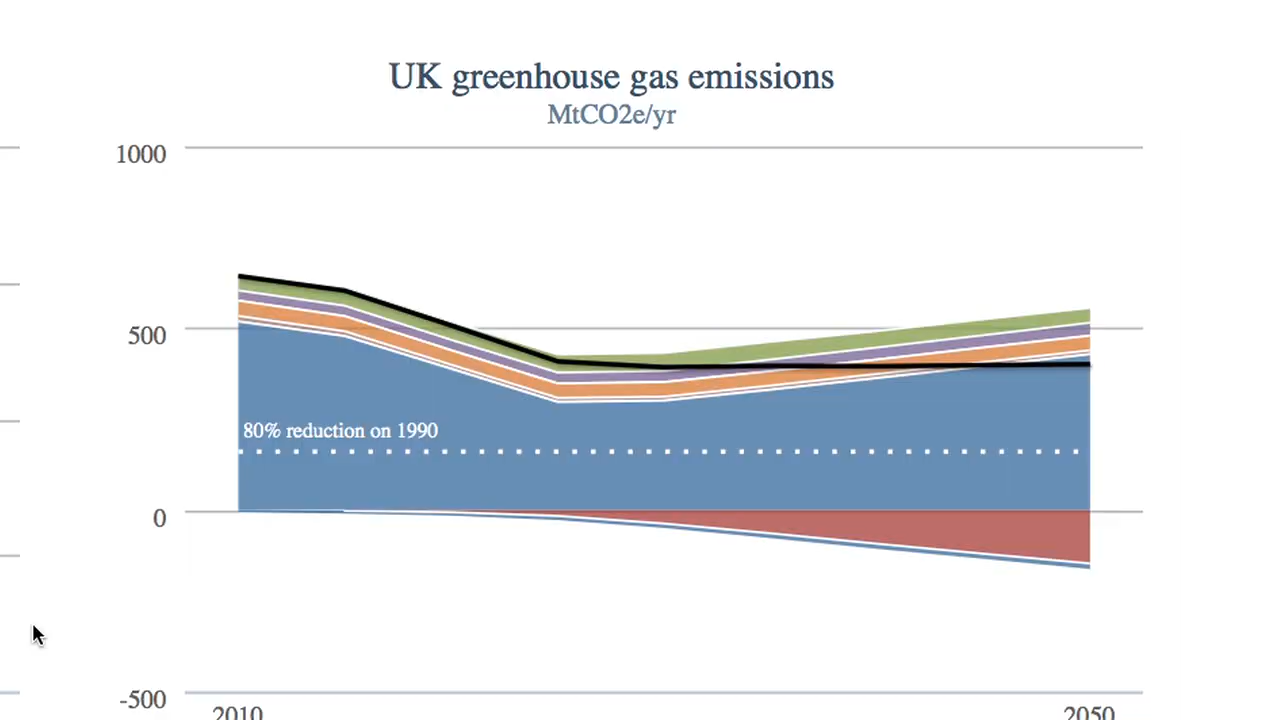 UK greenhouse gas emissions
MtCO2e/yr
1000
500
80% reduction on 1990
0
-500
2010
2050